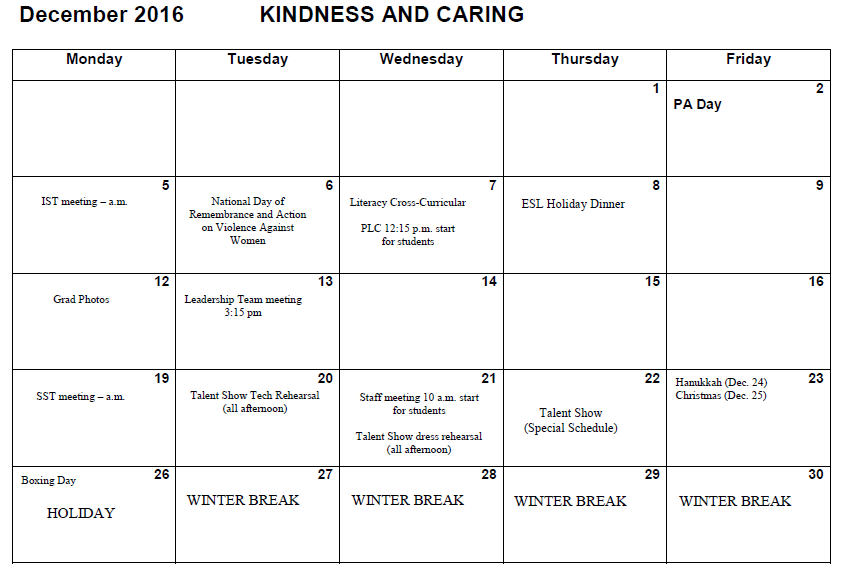 December 2016 KINDNESS AND CARING
Monday Tuesday Wednesday Thursday Friday
1
2
PA Day
5
IST meeting – a.m.
6
National Day of
Remembrance and Action
on Violence Against
Women
7
Literacy Cross-Curricular
PLC 12:15 p.m. start
for students
8
ESL Holiday Dinner
9
12
Grad Photos
13
Leadership Team meeting
3:15 pm
14
15
16
19
SST meeting – a.m.
20
Talent Show Tech Rehearsal
(all afternoon)
21
Staff meeting 10 a.m. start
for students
Talent Show dress rehearsal
(all afternoon)
22
Talent Show
(Special Schedule)
23
Hanukkah (Dec. 24)
Christmas (Dec. 25)
26
Boxing Day
HOLIDAY
27
WINTER BREAK
28
WINTER BREAK
29
WINTER BREAK
30
WINTER BREAK